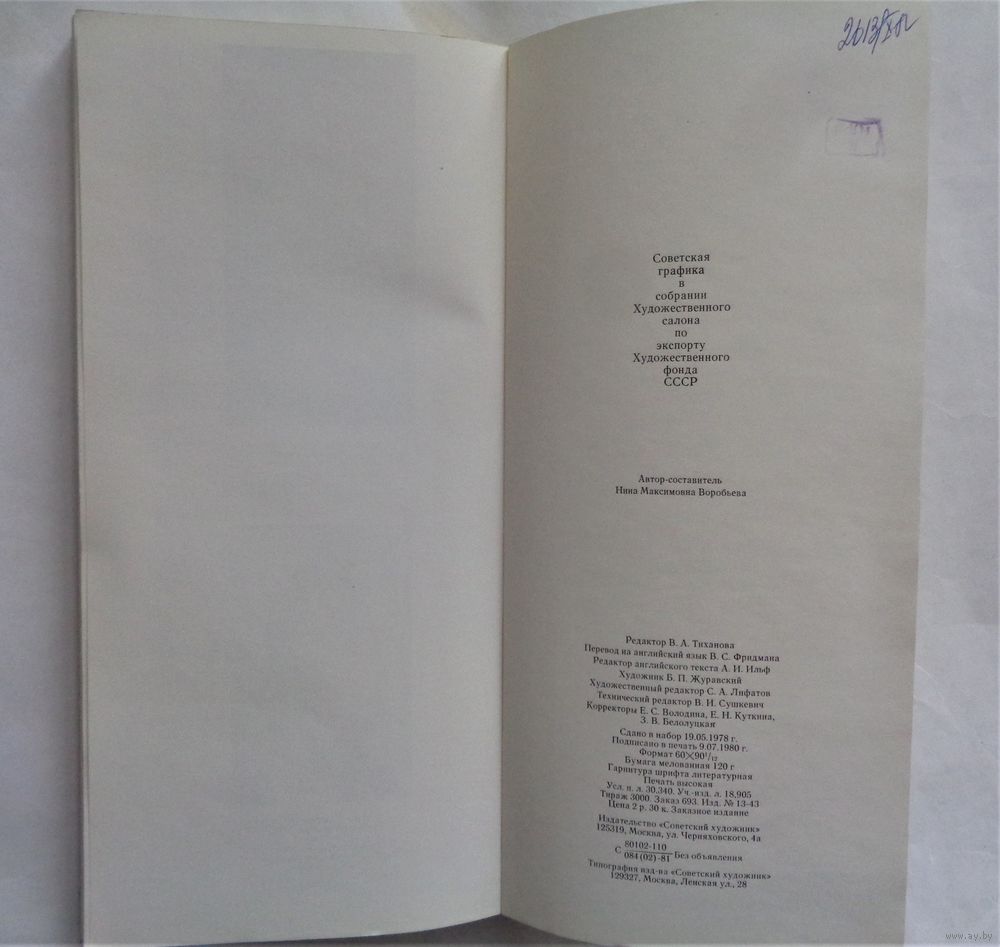 Советская
графика
в
собрании
Художественного
салона
по
экспорту
Художественного
фонда
СССР
Автор-составитель
Нина Максимовна Воробьева
Редактор В. А. Тиханова
Перевод на английский язык В. С. Фридмана
Редактор английского текста А. И. Ильф
Художник Б. П. Журавский
Художественный редактор С. А. Лифатов
Технический редактор В. И. Сушкевич
Корректоры Е. С. Володина, Е. Н. Куткина,
З. В. Белолуцкая
Сдано в набор 19.05.1978 г.
Подписано в печать 9.07.1980 г.
Формат 60×90¹/₁₂
Бумага мелованная 120 г
Гарнитура шрифта литературная
Печать высокая
Усл. п. л. 30,340. Уч.-изд. л. 18,905
Тираж 3000. Заказ 693. Изд. № 13-43
Цена 2 р. 30 к. Заказное издание
Издательство «Советский художник»
125319, Москва, ул. Черняховского, 4а
С 80102-110
084(02)-81 Без объявления
Типография изд-ва «Советский художник»
129327, Москва, Ленская ул., 28
www.ay.by